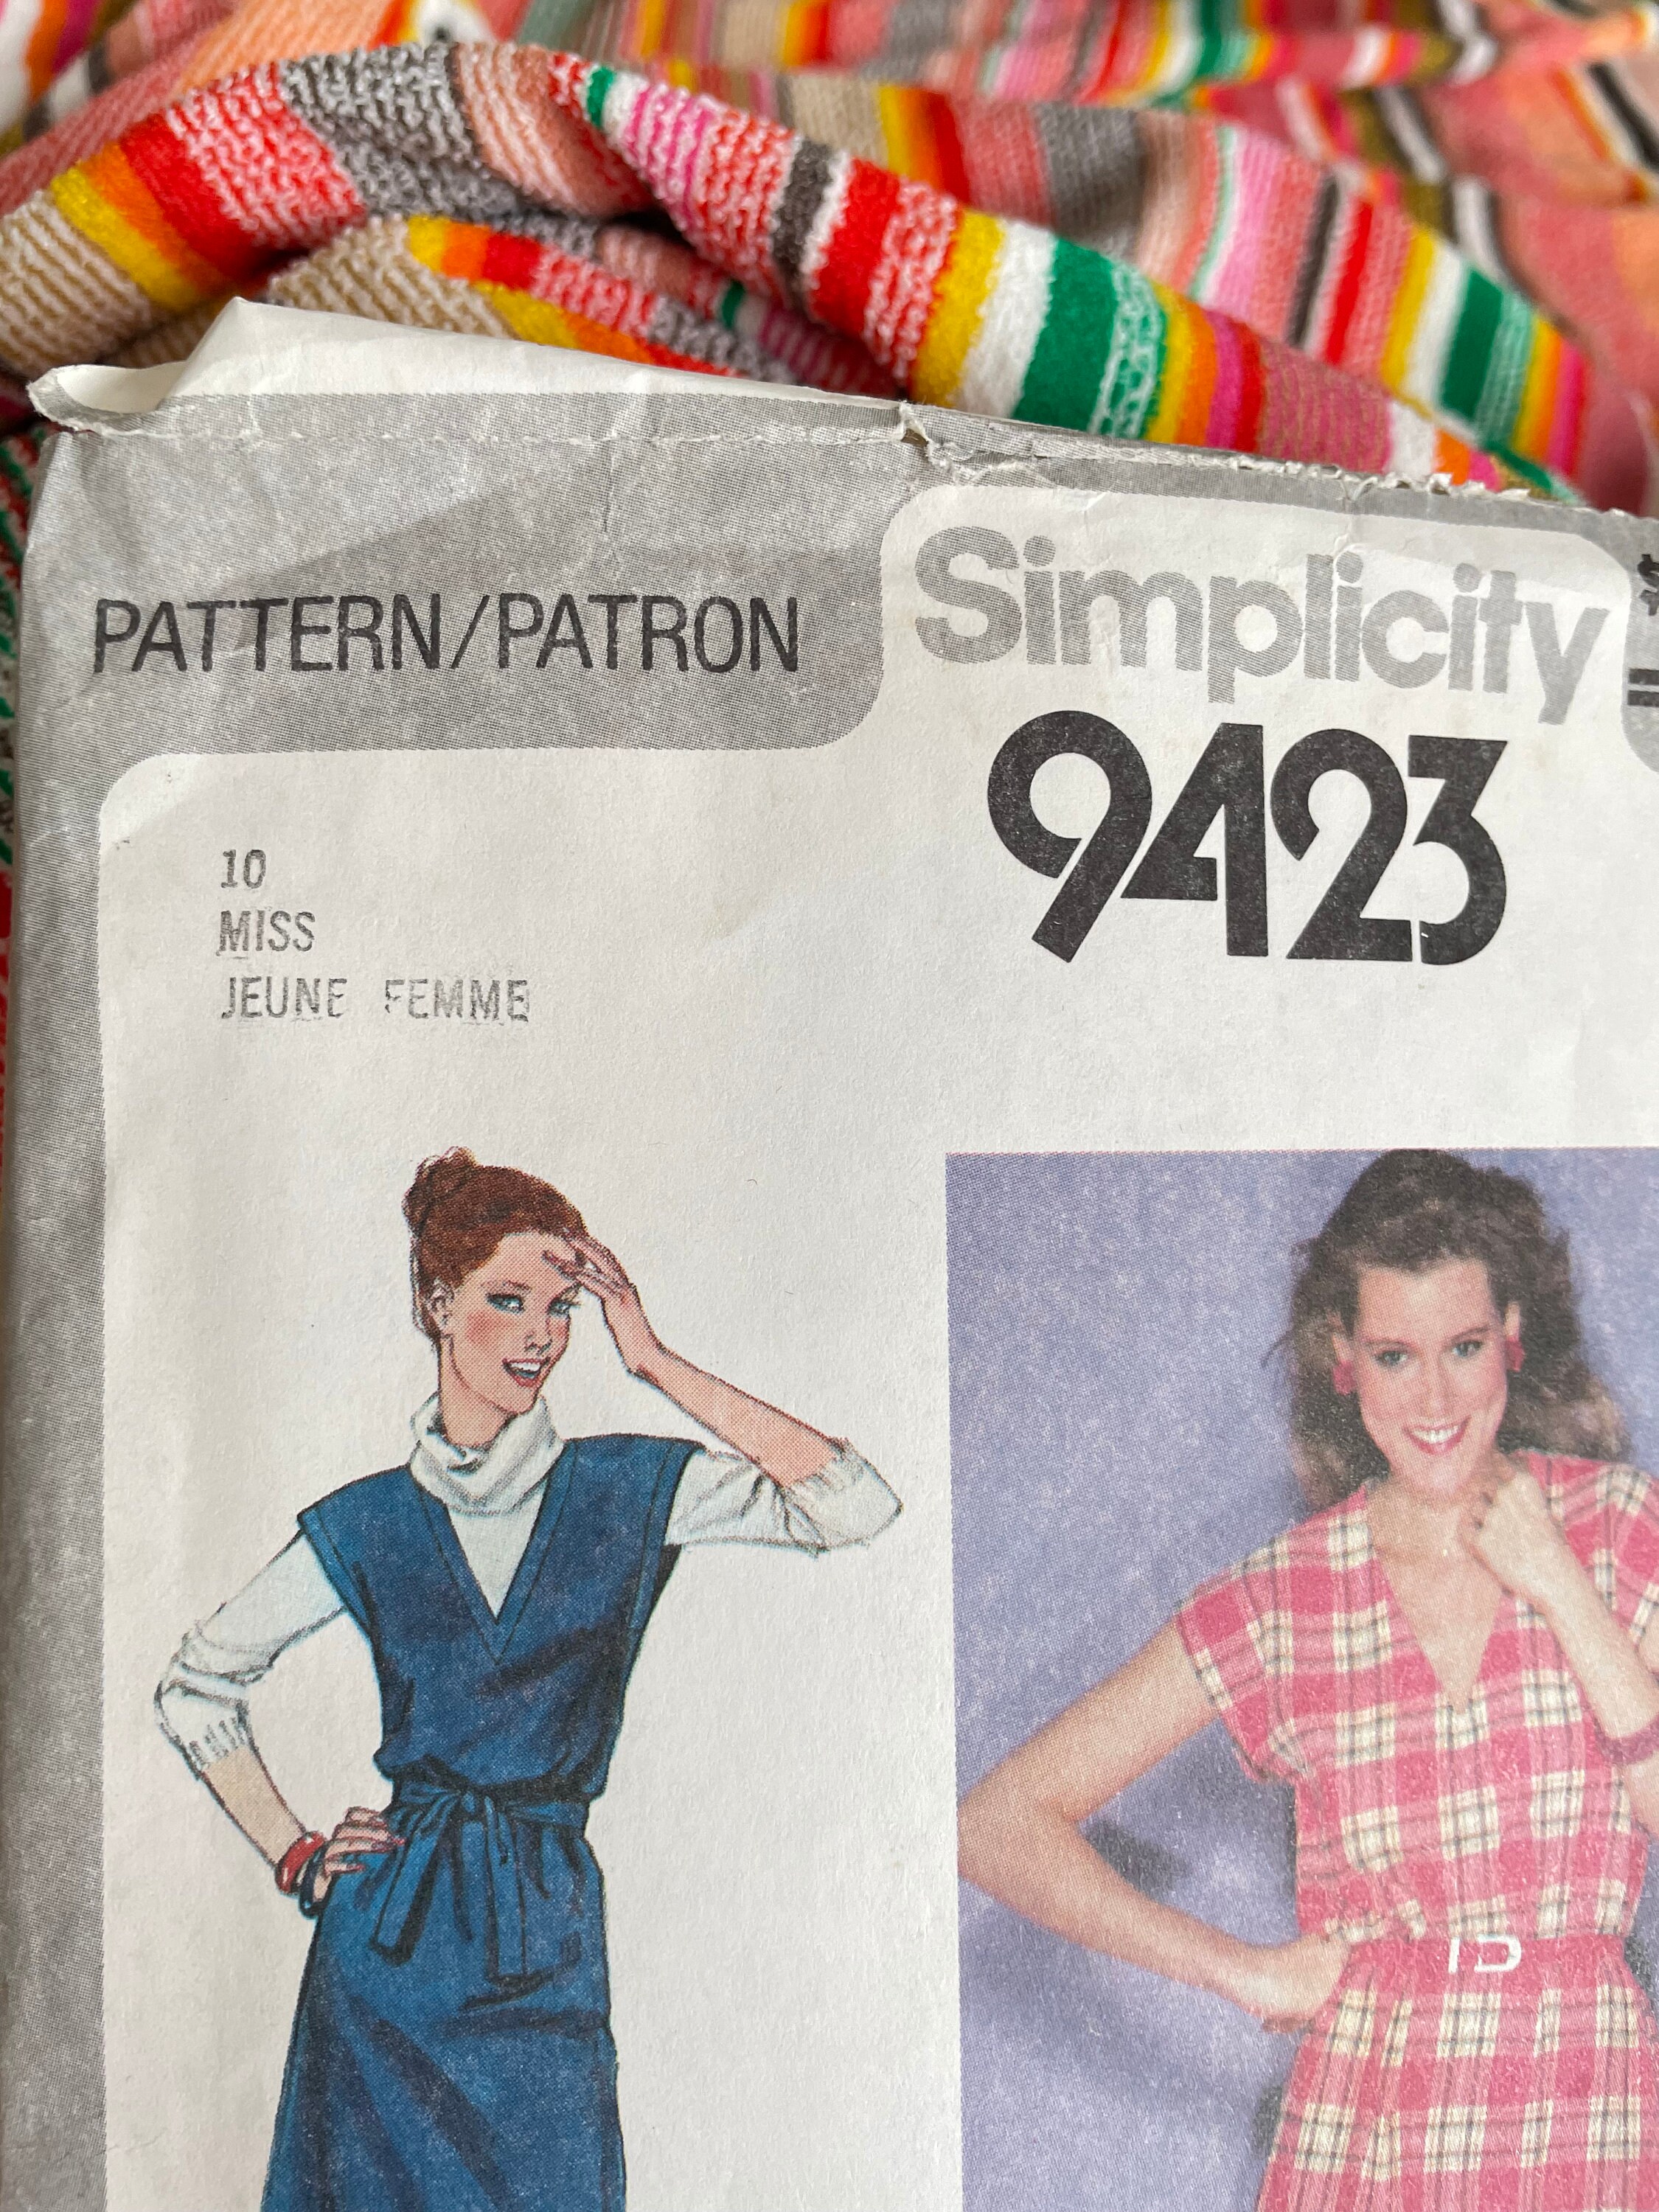 PATTERN/PATRON
Simplicity
9423
10
MISS
JEUNE FEMME